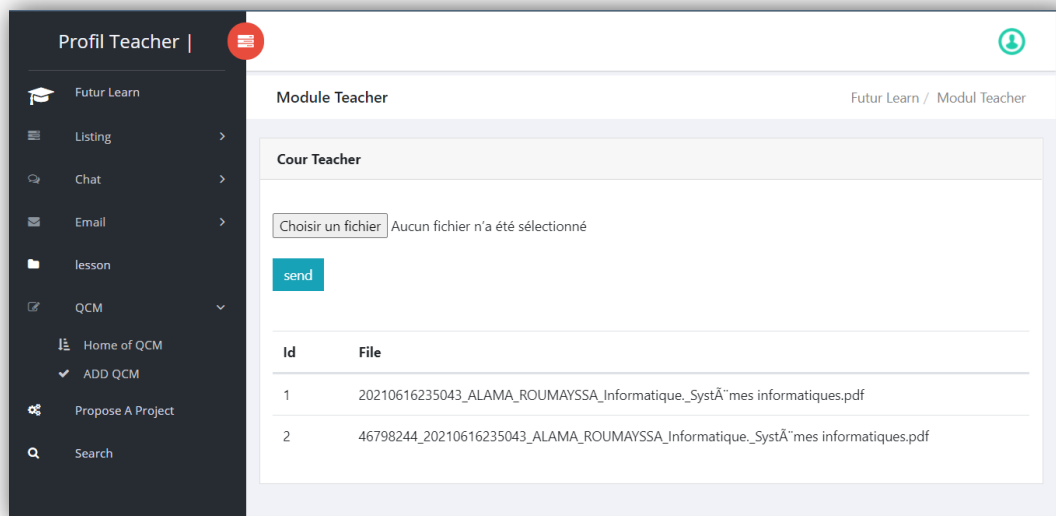 Profil Teacher |
Futur Learn
Listing
Chat
Email
lesson
QCM
Home of QCM
ADD QCM
Propose A Project
Search
Module Teacher
Futur Learn / Modul Teacher
Cour Teacher
Choisir un fichier Aucun fichier n'a été sélectionné
send
Id File
1 20210616235043_ALAMA_ROUMAYSSA_Informatique._SystÃ¨mes informatiques.pdf
2 46798244_20210616235043_ALAMA_ROUMAYSSA_Informatique._SystÃ¨mes informatiques.pdf